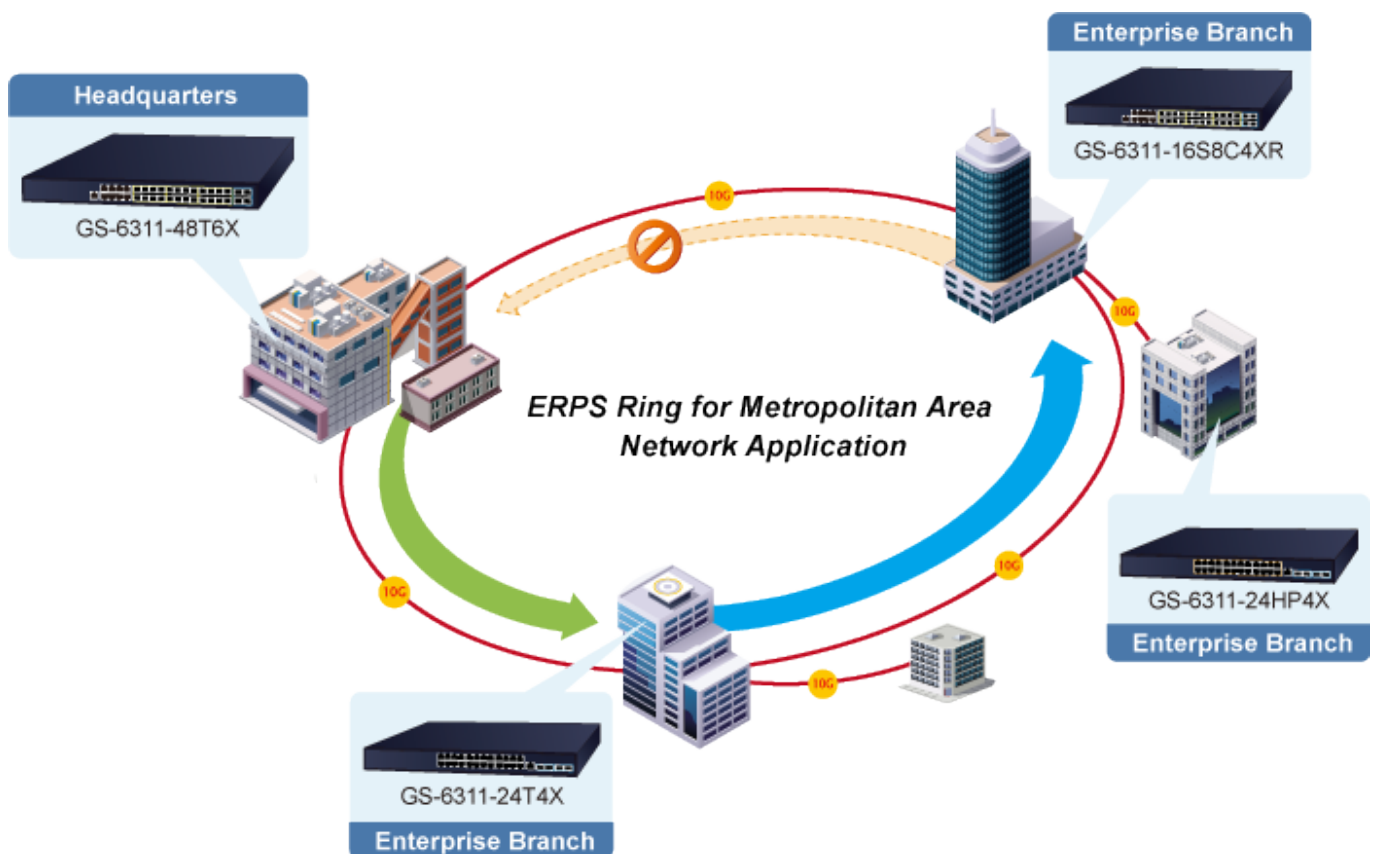 Enterprise Branch
GS-6311-16S8C4XR
Headquarters
GS-6311-48T6X
10G
10G
ERPS Ring for Metropolitan Area
Network Application
GS-6311-24HP4X
Enterprise Branch
10G
10G
10G
GS-6311-24T4X
Enterprise Branch